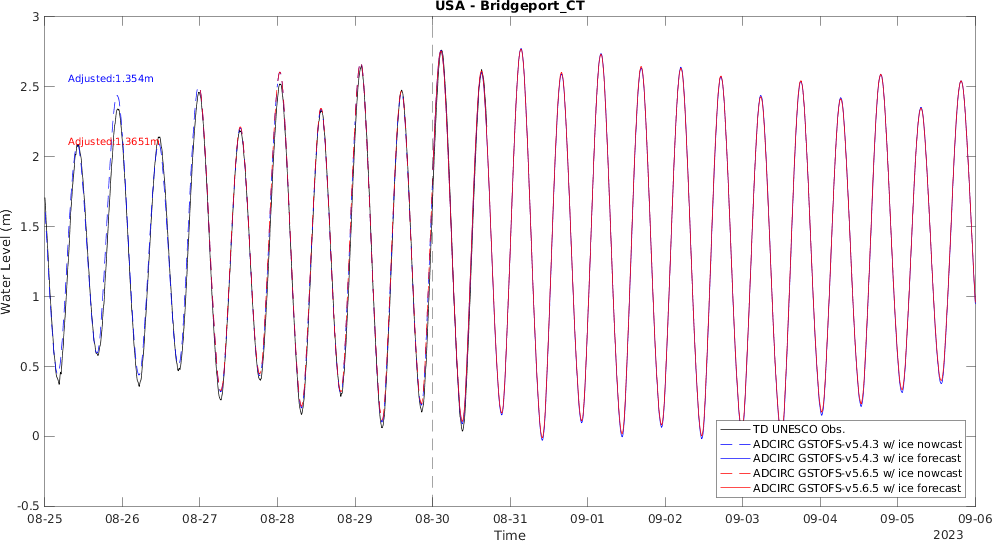 USA - Bridgeport_CT
3
2.5
2
1.5
1
0.5
0
-0.5
Water Level (m)
Adjusted:1.354m
Adjusted:1.3651m
TD UNESCO Obs.
ADCIRC GSTOFS-v5.4.3 w/ ice nowcast
ADCIRC GSTOFS-v5.4.3 w/ ice forecast
ADCIRC GSTOFS-v5.6.5 w/ ice nowcast
ADCIRC GSTOFS-v5.6.5 w/ ice forecast
08-25 08-26 08-27 08-28 08-29 08-30 08-31 09-01 09-02 09-03 09-04 09-05 09-06
Time
2023